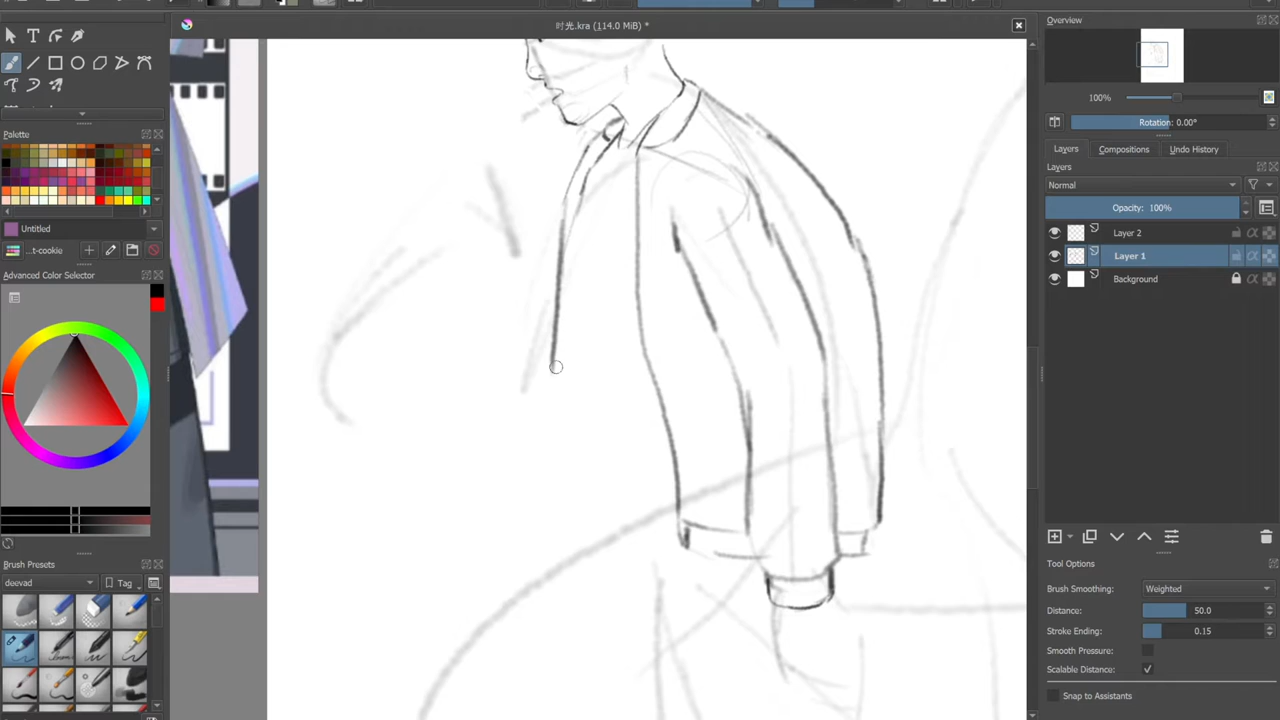 时光.kra (114.0 MiB) *
Overview
100%
Rotation: 0.00°
Layers
Compositions
Undo History
Layers
Normal
Opacity: 100%
Layer 2
Layer 1
Background
Palette
Untitled
...t-cookie
Advanced Color Selector
Brush Presets
deevad
Tag
Tool Options
Brush Smoothing:
Weighted
Distance:
50.0
Stroke Ending:
0.15
Smooth Pressure:
Scalable Distance:
Snap to Assistants